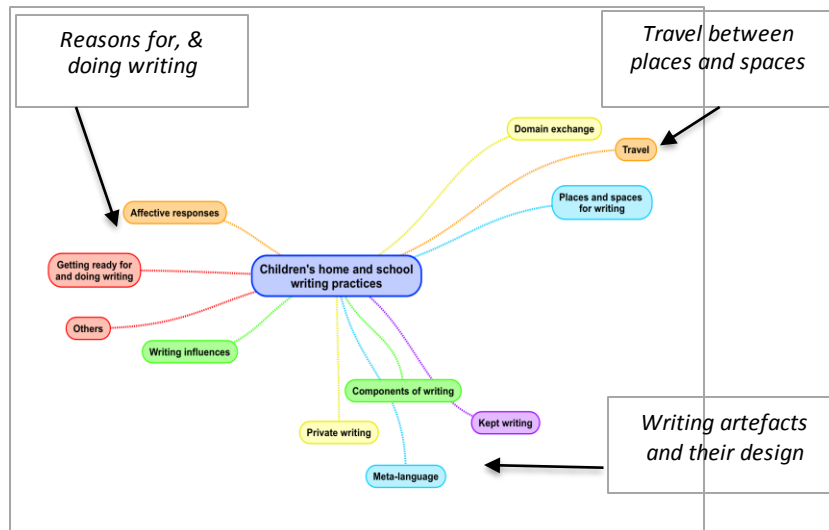 Reasons for, &
doing writing
Travel between
places and spaces
Domain exchange
Travel
Places and spaces
for writing
Affective responses
Getting ready for
and doing writing
Children's home and school
writing practices
Others
Writing influences
Components of writing
Kept writing
Private writing
Meta-language
Writing artefacts
and their design